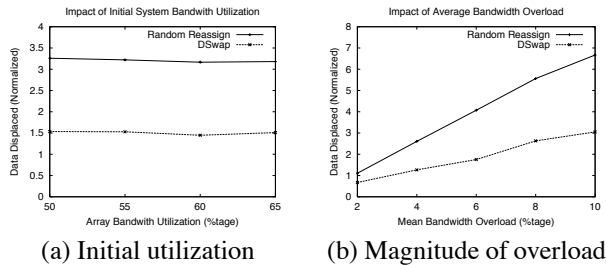 Impact of Initial System Bandwith Utilization
Random Reassign
DSwap
Data Displaced (Normalized)
4
3.5
3
2.5
2
1.5
1
0.5
0
50
55
60
65
Array Bandwith Utilization (%tage)
(a) Initial utilization
Impact of Average Bandwidth Overload
Random Reassign
DSwap
Data Displaced (Normalized)
8
7
6
5
4
3
2
1
0
2
4
6
8
10
Mean Bandwidth Overload (%tage)
(b) Magnitude of overload